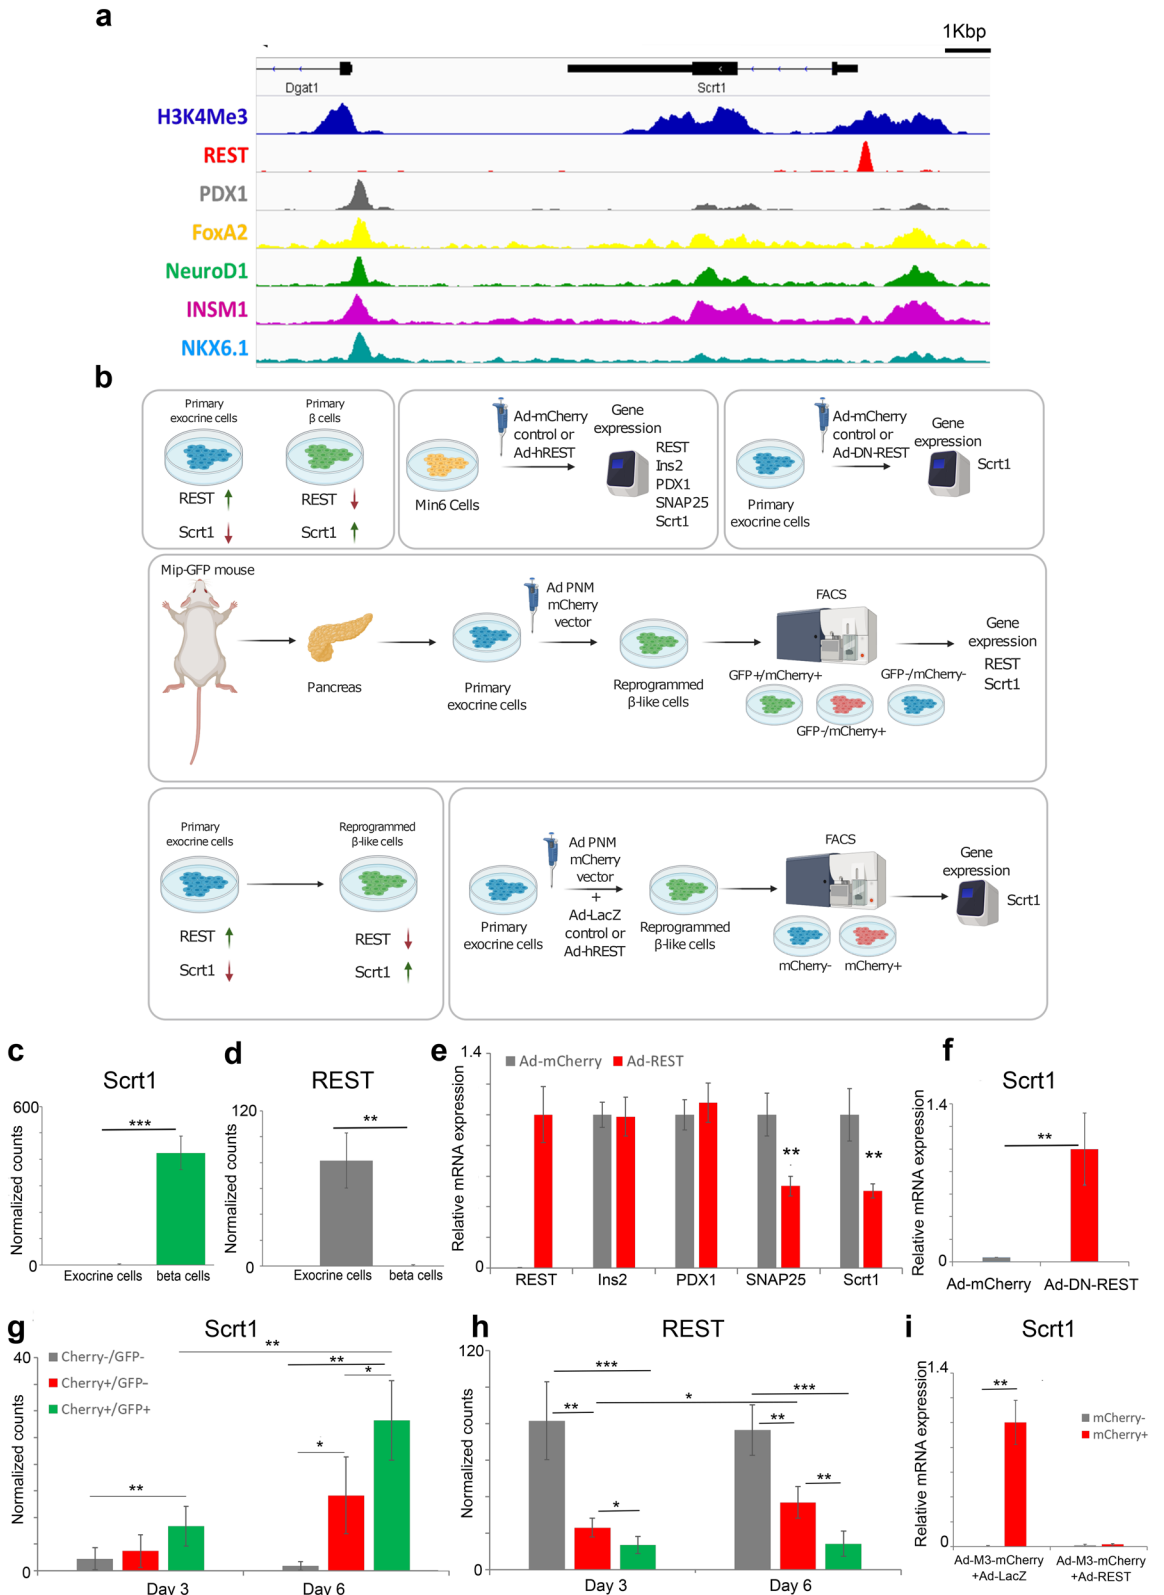 a
1Kbp
Dgat1
Scrt1
H3K4Me3
REST
PDX1
FoxA2
NeuroD1
INSM1
NKX6.1
b
Primary
exocrine cells
REST
Scrt1
Primary
β cells
REST
Scrt1
Min6 Cells
Ad-mCherry
control or
Ad-hREST
Gene
expression
REST
Ins2
PDX1
SNAP25
Scrt1
Primary
exocrine cells
Ad-mCherry
control or
Ad-DN-REST
Gene
expression
Scrt1
Mip-GFP mouse
Pancreas
Primary
exocrine cells
Ad PNM
mCherry
vector
Reprogrammed
β-like cells
FACS
GFP+/mCherry+
GFP-/mCherry-
GFP-/mCherry+
Gene
expression
REST
Scrt1
Primary
exocrine cells
REST
Scrt1
Reprogrammed
β-like cells
REST
Scrt1
Primary
exocrine cells
Ad PNM
mCherry
vector
+
Ad-LacZ
control or
Ad-hREST
Reprogrammed
β-like cells
FACS
mCherry-
mCherry+
Gene
expression
Scrt1
c
Scrt1
Normalized counts
600
0
***
Exocrine cells
beta cells
d
REST
Normalized counts
120
0
**
Exocrine cells
beta cells
e
Relative mRNA expression
1.4
0
Ad-mCherry
Ad-REST
**
**
REST
Ins2
PDX1
SNAP25
Scrt1
f
Scrt1
Relative mRNA expression
1.4
0
**
Ad-mCherry
Ad-DN-REST
g
Scrt1
Normalized counts
40
0
Cherry-/GFP-
Cherry+/GFP–
Cherry+/GFP+
**
**
*
*
**
Day 3
Day 6
h
REST
Normalized counts
120
0
***
**
*
*
***
**
**
Day 3
Day 6
i
Scrt1
Relative mRNA expression
1.4
0
**
mCherry-
mCherry+
Ad-M3-mCherry
+Ad-LacZ
Ad-M3-mCherry
+Ad-REST